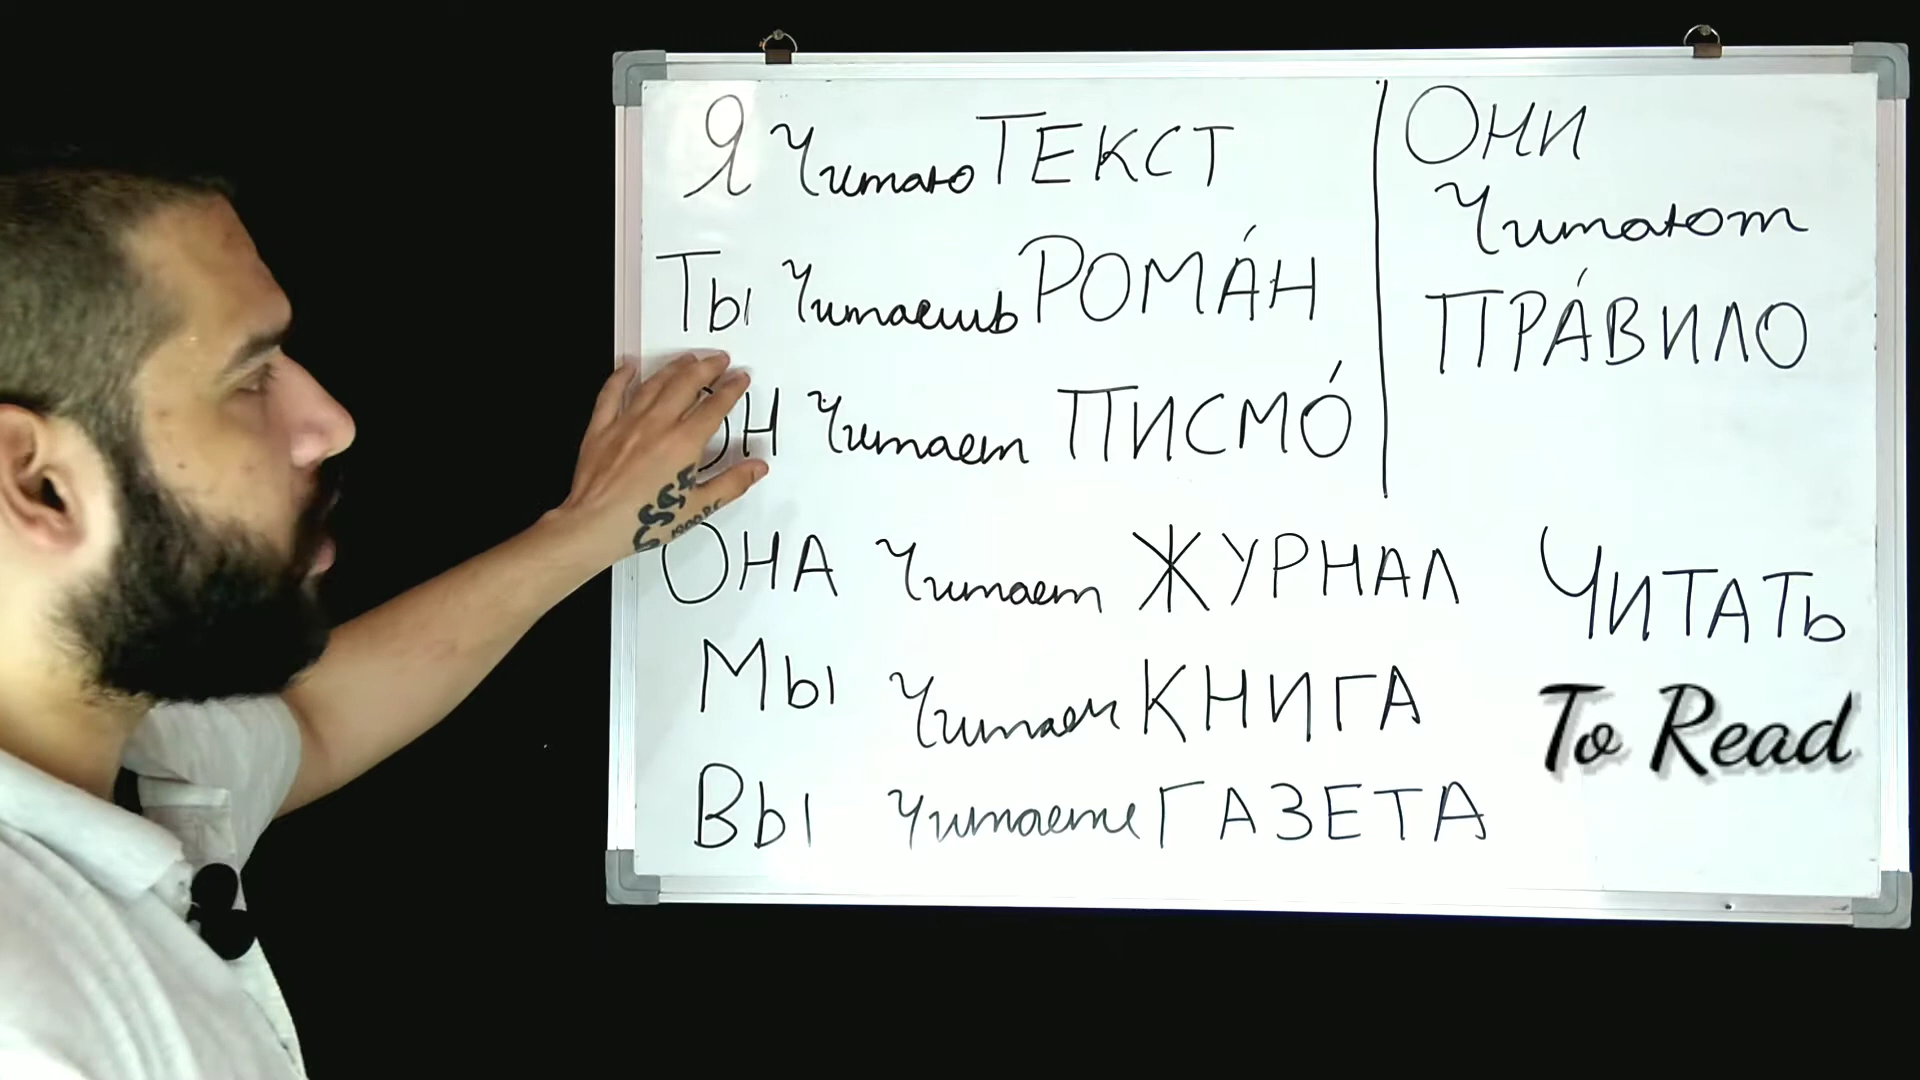 Я Читаю ТЕКСТ
Ты Читаешь РОМА́Н
ОН Читает ПИСМО́
ОНА Читает ЖУРНАЛ
Мы Читаем КНИГА
Вы Читаете ГАЗЕТА
Они
Читают
ПРА́ВИЛО
ЧИТАТЬ
To Read